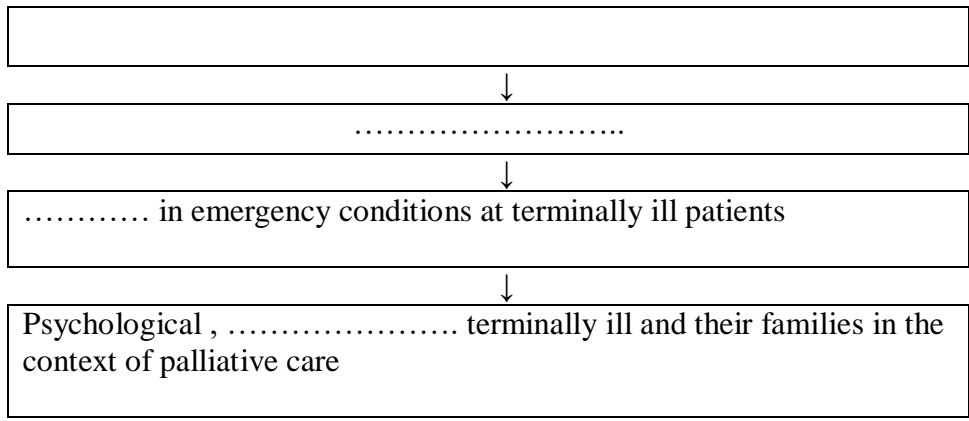 ↓
……………………..
↓
………… in emergency conditions at terminally ill patients
↓
Psychological , …………………. terminally ill and their families in the
context of palliative care